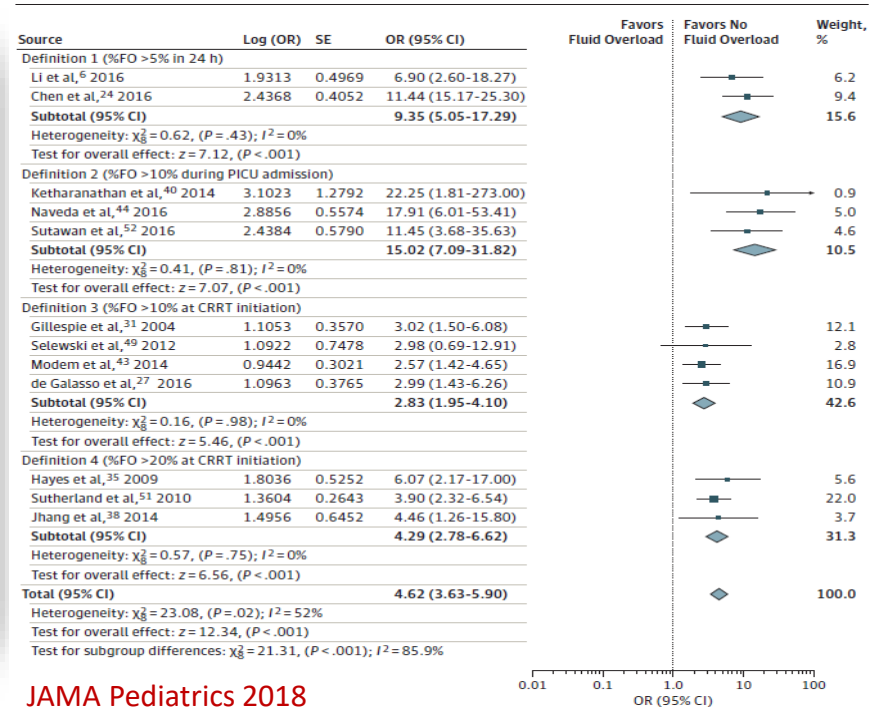 Source Log (OR) SE OR (95% CI) Favors Fluid Overload Favors No Fluid Overload Weight, %
Definition 1 (%FO >5% in 24 h)
Li et al,6 2016 1.9313 0.4969 6.90 (2.60-18.27) 6.2
Chen et al,24 2016 2.4368 0.4052 11.44 (15.17-25.30) 9.4
Subtotal (95% CI) 9.35 (5.05-17.29) 15.6
Heterogeneity: χ²₈ = 0.62, (P = .43); I² = 0%
Test for overall effect: z = 7.12, (P < .001)
Definition 2 (%FO >10% during PICU admission)
Ketharanathan et al,40 2014 3.1023 1.2792 22.25 (1.81-273.00) 0.9
Naveda et al,44 2016 2.8856 0.5574 17.91 (6.01-53.41) 5.0
Sutawan et al,52 2016 2.4384 0.5790 11.45 (3.68-35.63) 4.6
Subtotal (95% CI) 15.02 (7.09-31.82) 10.5
Heterogeneity: χ²₈ = 0.41, (P = .81); I² = 0%
Test for overall effect: z = 7.07, (P < .001)
Definition 3 (%FO >10% at CRRT initiation)
Gillespie et al,31 2004 1.1053 0.3570 3.02 (1.50-6.08) 12.1
Selewski et al,49 2012 1.0922 0.7478 2.98 (0.69-12.91) 2.8
Modem et al,43 2014 0.9442 0.3021 2.57 (1.42-4.65) 16.9
de Galasso et al,27 2016 1.0963 0.3765 2.99 (1.43-6.26) 10.9
Subtotal (95% CI) 2.83 (1.95-4.10) 42.6
Heterogeneity: χ²₈ = 0.16, (P = .98); I² = 0%
Test for overall effect: z = 5.46, (P < .001)
Definition 4 (%FO >20% at CRRT initiation)
Hayes et al,35 2009 1.8036 0.5252 6.07 (2.17-17.00) 5.6
Sutherland et al,51 2010 1.3604 0.2643 3.90 (2.32-6.54) 22.0
Jhang et al,38 2014 1.4956 0.6452 4.46 (1.26-15.80) 3.7
Subtotal (95% CI) 4.29 (2.78-6.62) 31.3
Heterogeneity: χ²₈ = 0.57, (P = .75); I² = 0%
Test for overall effect: z = 6.56, (P < .001)
Total (95% CI) 4.62 (3.63-5.90) 100.0
Heterogeneity: χ²₈ = 23.08, (P = .02); I² = 52%
Test for overall effect: z = 12.34, (P < .001)
Test for subgroup differences: χ²₈ = 21.31, (P < .001); I² = 85.9%
0.01 0.1 1.0 10 100
OR (95% CI)
JAMA Pediatrics 2018